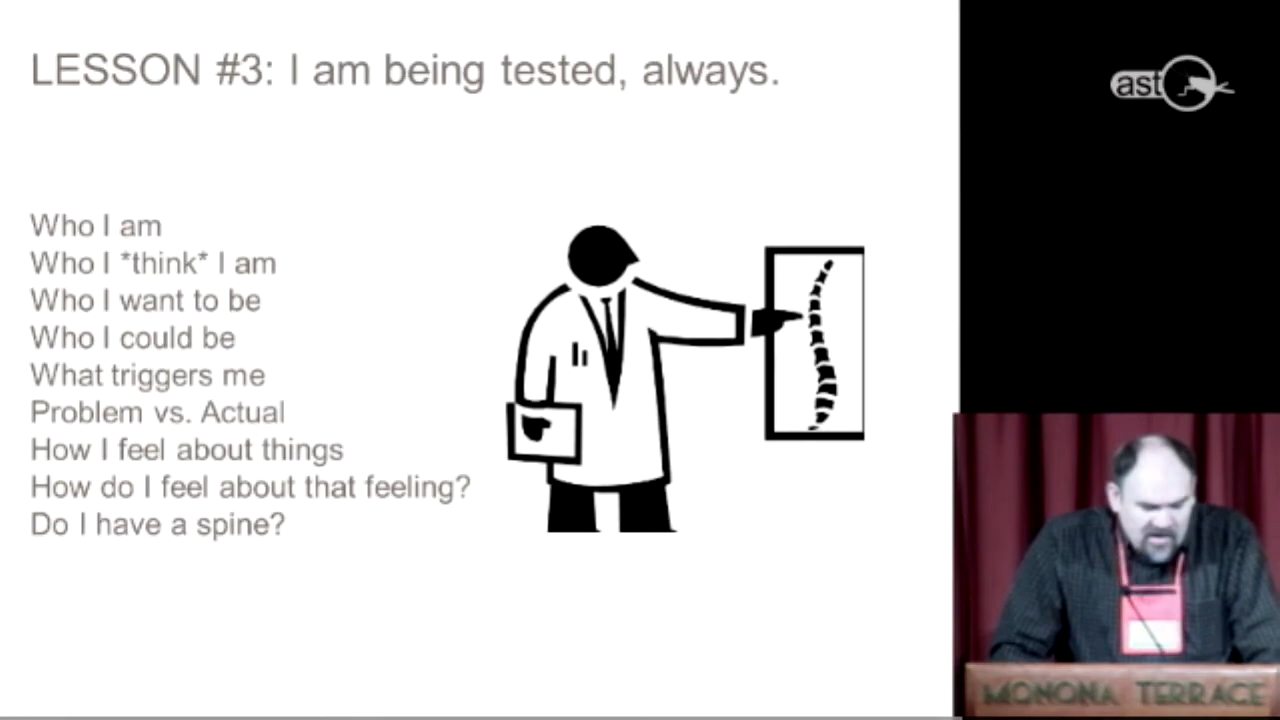 LESSON #3: I am being tested, always.
ast
Who I am
Who I *think* I am
Who I want to be
Who I could be
What triggers me
Problem vs. Actual
How I feel about things
How do I feel about that feeling?
Do I have a spine?
MONONA TERRACE